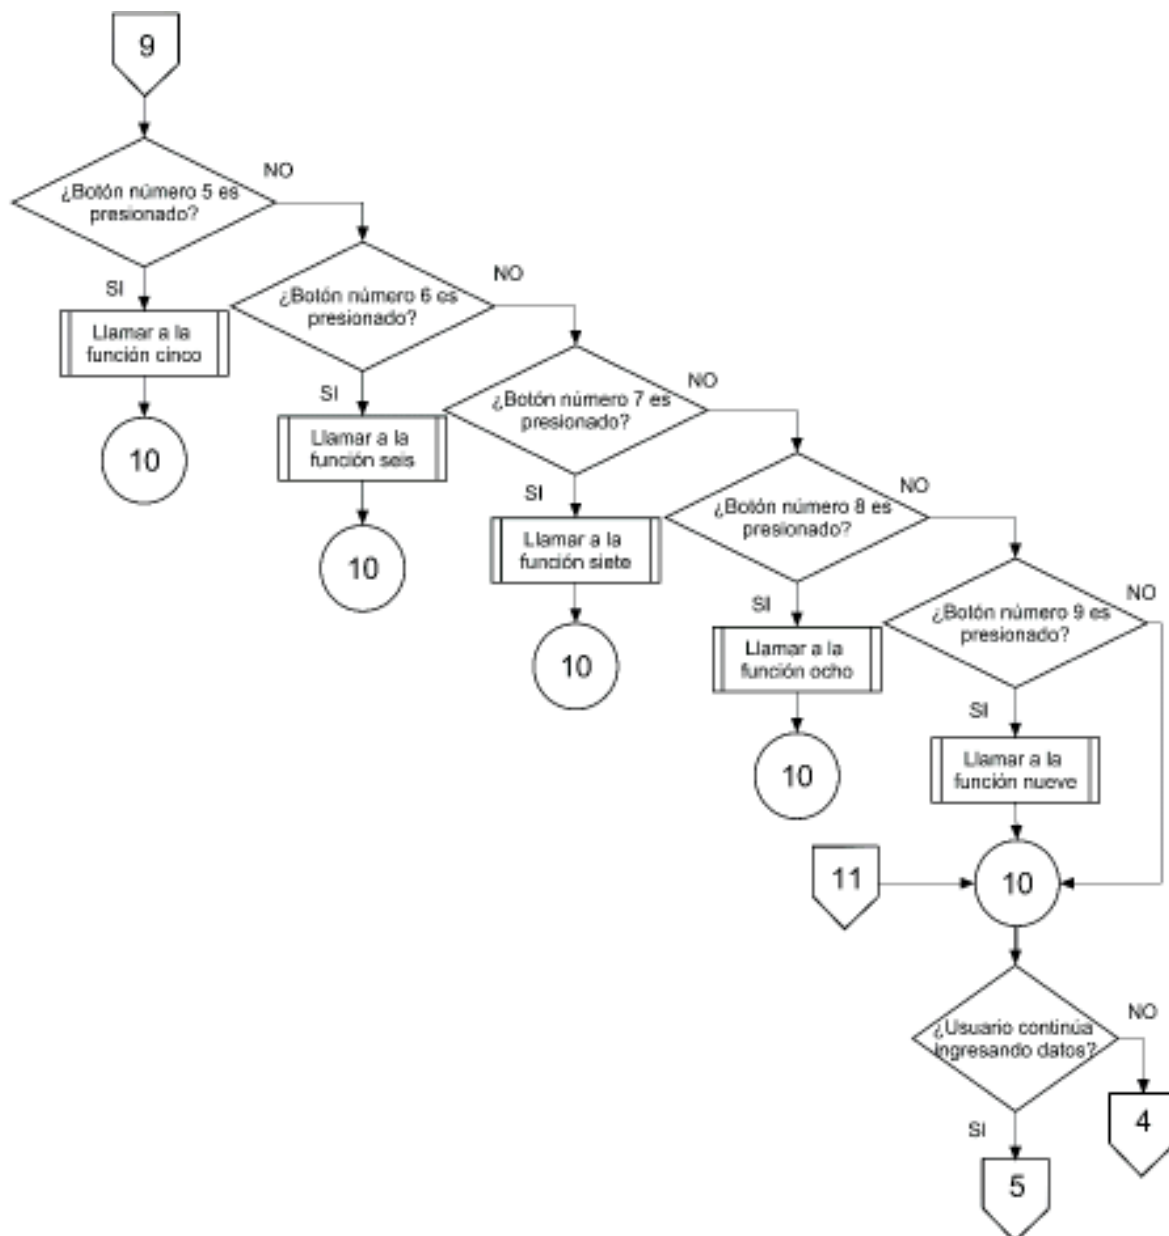 9
¿Botón número 5 es
presionado?
NO
SI
Llamar a la
función cinco
10
¿Botón número 6 es
presionado?
NO
SI
Llamar a la
función seis
10
¿Botón número 7 es
presionado?
NO
SI
Llamar a la
función siete
10
¿Botón número 8 es
presionado?
NO
SI
Llamar a la
función ocho
10
¿Botón número 9 es
presionado?
NO
SI
Llamar a la
función nueve
11
10
¿Usuario continúa
ingresando datos?
NO
4
SI
5